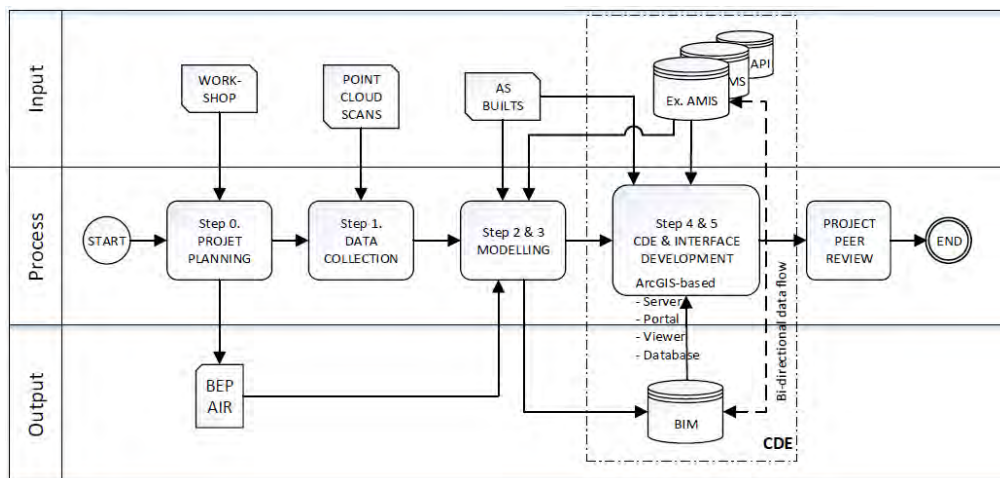 Input
WORK-
SHOP
POINT
CLOUD
SCANS
AS
BUILTS
Ex. AMIS
MS
API
Process
START
Step 0.
PROJET
PLANNING
Step 1.
DATA
COLLECTION
Step 2 & 3
MODELLING
Step 4 & 5
CDE & INTERFACE
DEVELOPMENT
ArcGIS-based
- Server
- Portal
- Viewer
- Database
PROJECT
PEER
REVIEW
END
Bi-directional data flow
Output
BEP
AIR
BIM
CDE